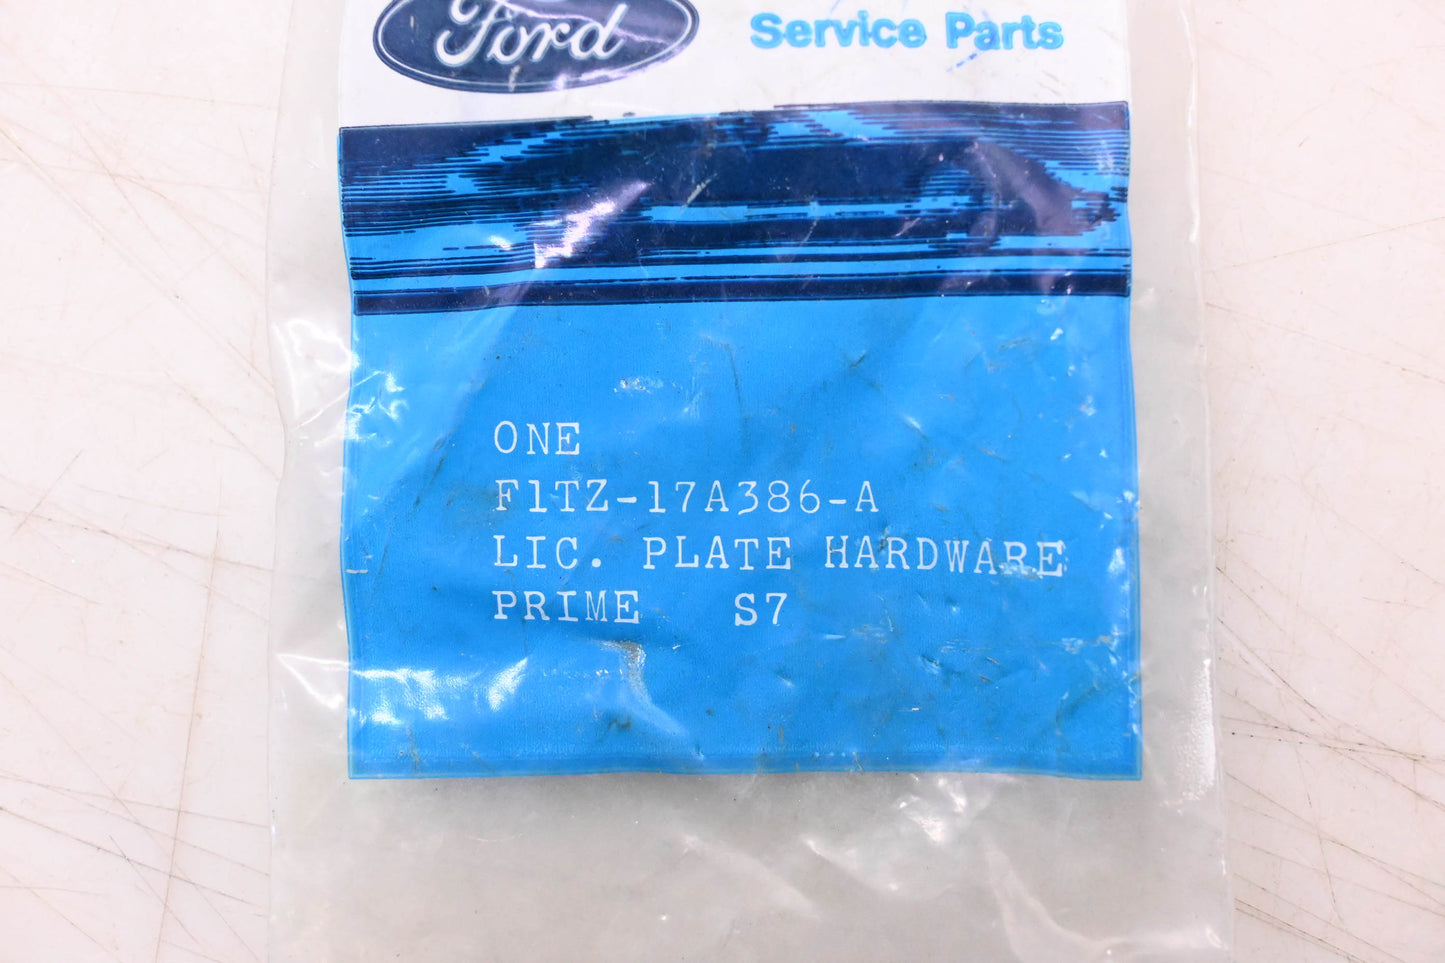 Ford
Service Parts
ONE
F1TZ-17A386-A
LIC. PLATE HARDWARE
PRIME S7